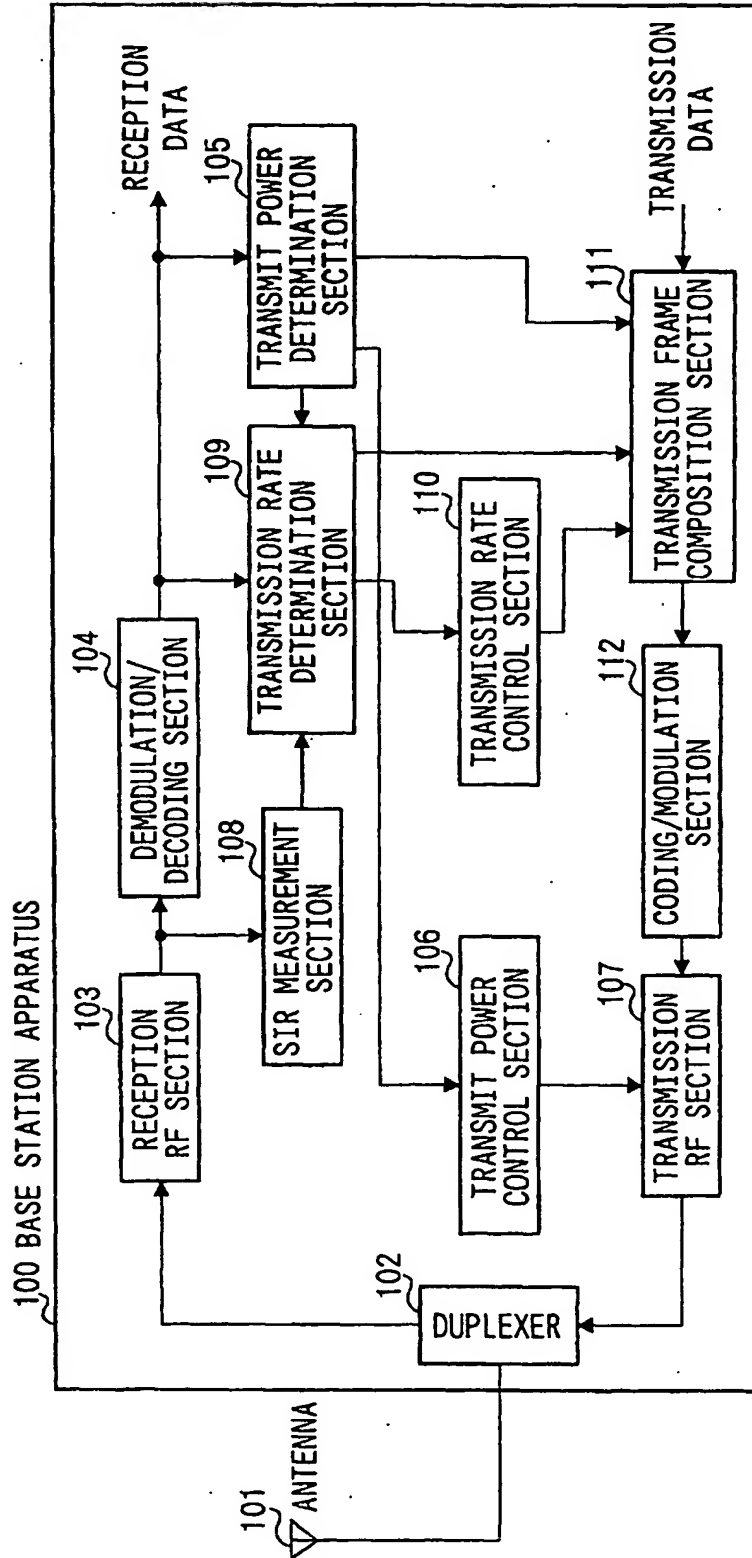 100 BASE STATION APPARATUS
101
ANTENNA
102
DUPLEXER
103
RECEPTION
RF SECTION
104
DEMODULATION/
DECODING SECTION
RECEPTION
DATA
108
SIR MEASUREMENT
SECTION
109
TRANSMISSION RATE
DETERMINATION
SECTION
105
TRANSMIT POWER
DETERMINATION
SECTION
106
TRANSMIT POWER
CONTROL SECTION
110
TRANSMISSION RATE
CONTROL SECTION
107
TRANSMISSION
RF SECTION
112
CODING/MODULATION
SECTION
111
TRANSMISSION FRAME
COMPOSITION SECTION
TRANSMISSION
DATA